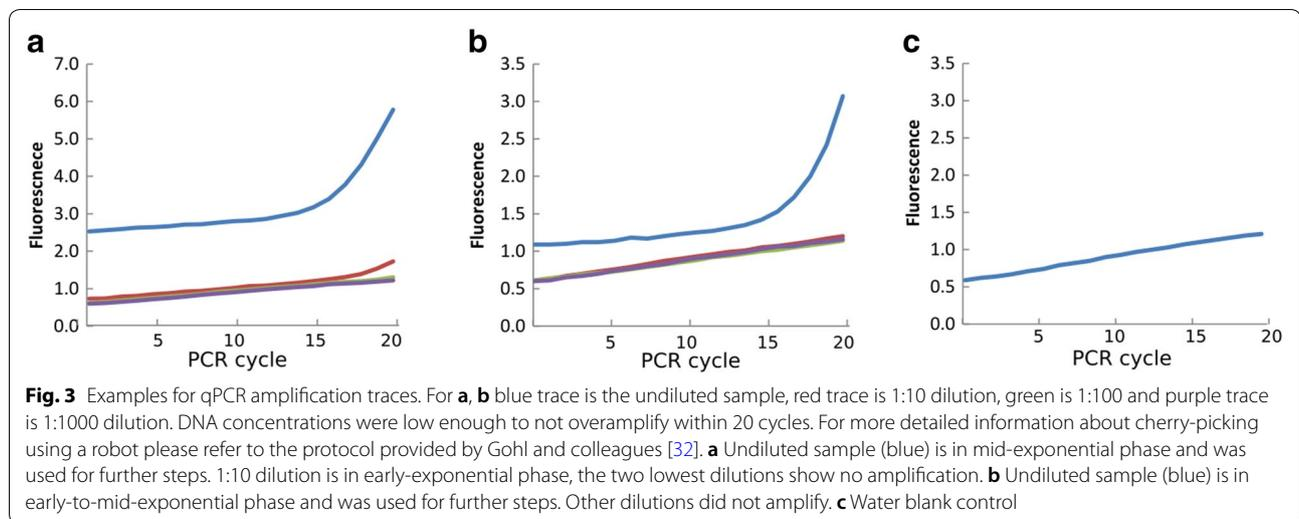 a
7.0
6.0
5.0
4.0
3.0
2.0
1.0
0.0
Fluorescnece
5 10 15 20
PCR cycle
b
3.5
3.0
2.5
2.0
1.5
1.0
0.5
0.0
Fluorescence
5 10 15 20
PCR cycle
c
3.5
3.0
2.5
2.0
1.5
1.0
0.5
0.0
Fluorescence
5 10 15 20
PCR cycle
Fig. 3 Examples for qPCR amplification traces. For a, b blue trace is the undiluted sample, red trace is 1:10 dilution, green is 1:100 and purple trace
is 1:1000 dilution. DNA concentrations were low enough to not overamplify within 20 cycles. For more detailed information about cherry-picking
using a robot please refer to the protocol provided by Gohl and colleagues [32]. a Undiluted sample (blue) is in mid-exponential phase and was
used for further steps. 1:10 dilution is in early-exponential phase, the two lowest dilutions show no amplification. b Undiluted sample (blue) is in
early-to-mid-exponential phase and was used for further steps. Other dilutions did not amplify. c Water blank control